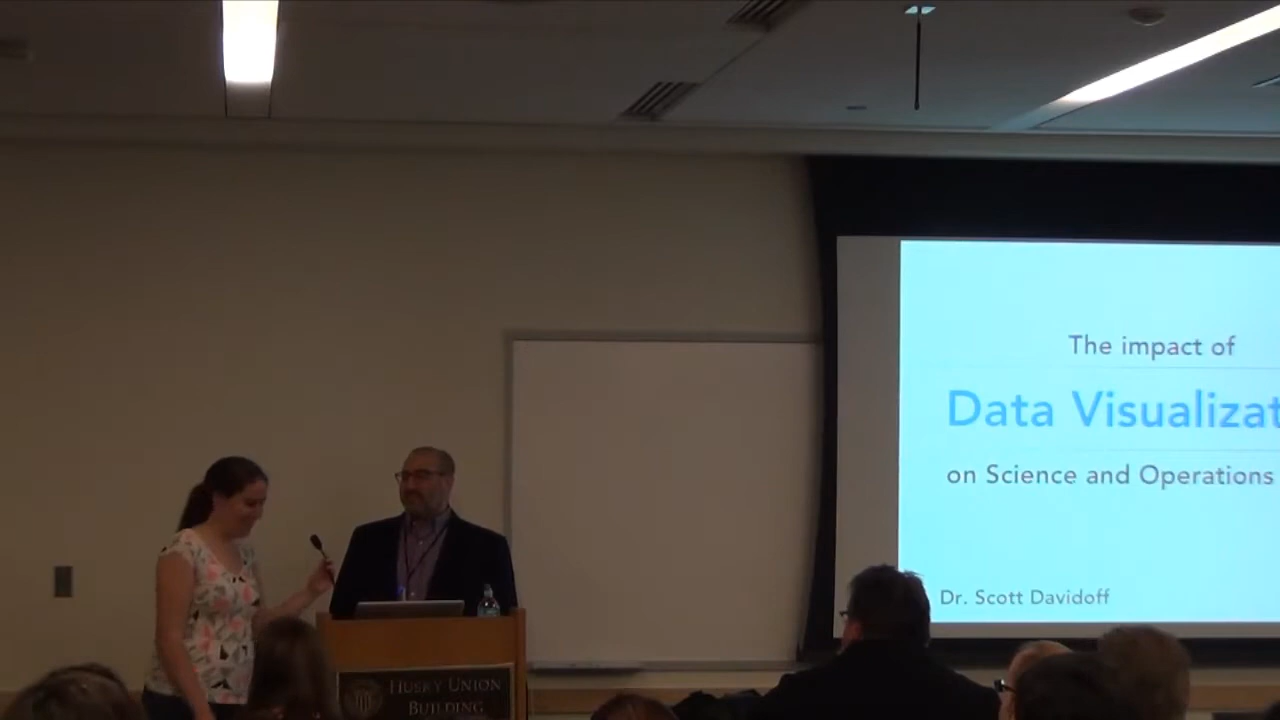 The impact of
Data Visualizat
on Science and Operations
Dr. Scott Davidoff
HUSKY UNION
BUILDING